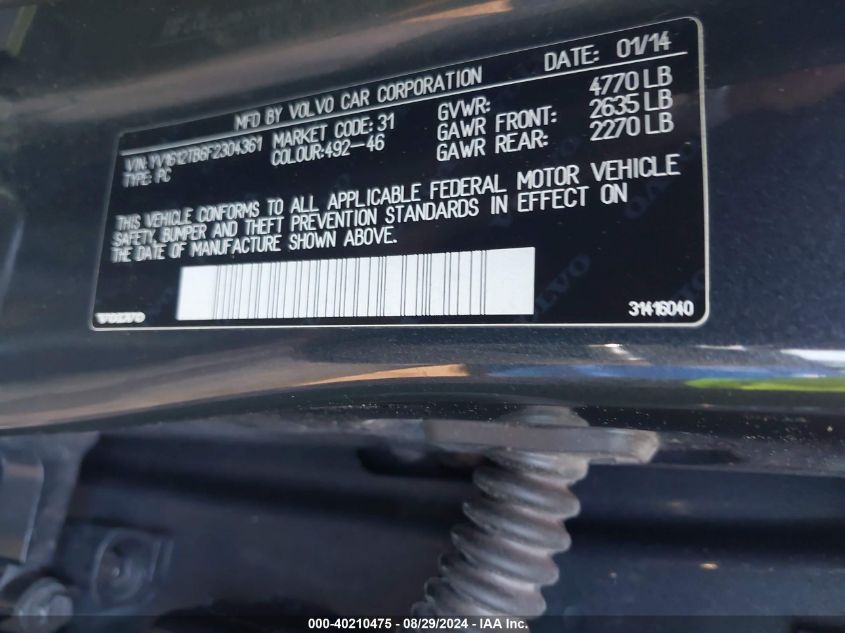 MFD BY VOLVO CAR CORPORATION DATE: 01/14
VIN: YV1612TB6F2304361 MARKET CODE: 31 GVWR: 4770 LB
TYPE: PC COLOUR:492-46 GAWR FRONT: 2635 LB
GAWR REAR: 2270 LB
THIS VEHICLE CONFORMS TO ALL APPLICABLE FEDERAL MOTOR VEHICLE
SAFETY, BUMPER AND THEFT PREVENTION STANDARDS IN EFFECT ON
THE DATE OF MANUFACTURE SHOWN ABOVE.
VOLVO 31416040
000-40210475 - 08/29/2024 - IAA Inc.